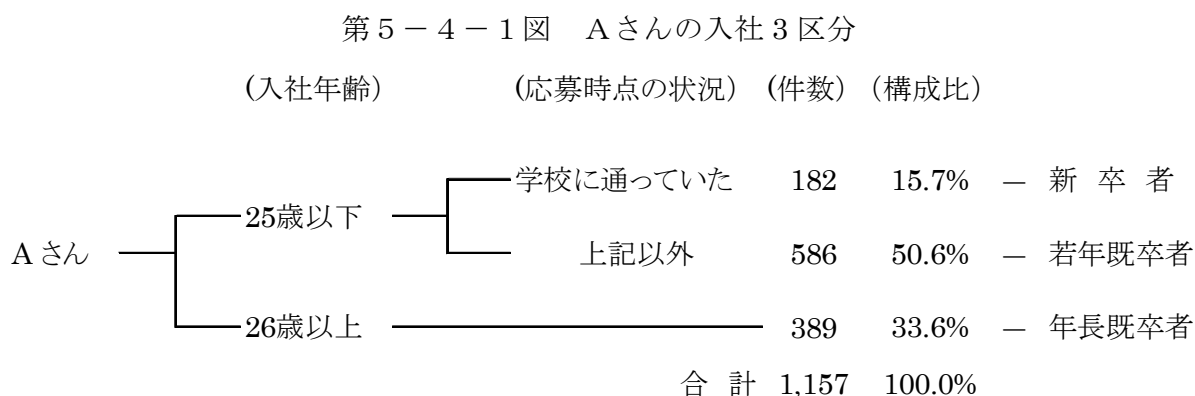 第５－４－１図　Ａさんの入社３区分
(入社年齢)　(応募時点の状況)　(件数)　(構成比)
学校に通っていた　182　15.7%　－　新 卒 者
25歳以下
Aさん　上記以外　586　50.6%　－　若年既卒者
26歳以上　389　33.6%　－　年長既卒者
合 計　1,157　100.0%